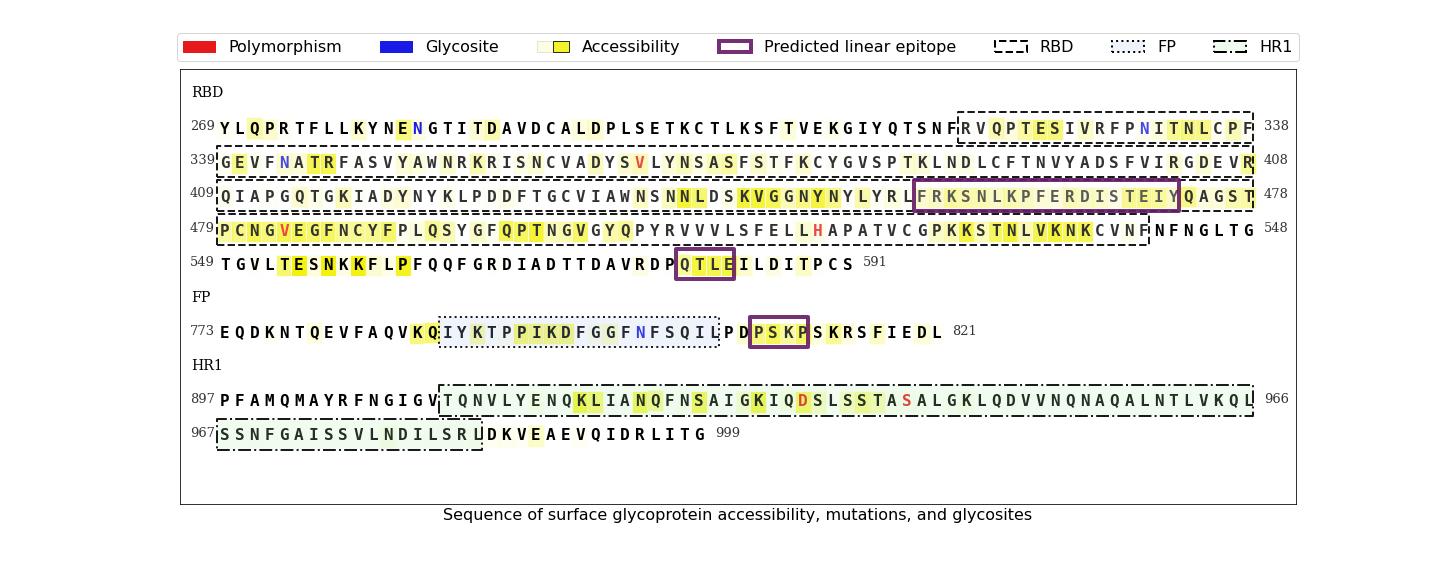 Polymorphism Glycosite Accessibility Predicted linear epitope RBD FP HR1
RBD
269 YLQPRTFLLKYNENGTITDAVDCALDPLSETKCTLKSFTVEKGIYQTSNFRVQPTESIVRFPNITNLCPF 338
339 GEVFNATRFASVYAWNRKRISNCVADYSVLYNSASFSTFKCYGVSPTKLNDLCFTNVYADSFVIRGDEVR 408
409 QIAPGQTGKIADYNYKLPDDFTGCVIAWNSNNLDSKVGGNYNYLYRLFRKSNLKPFERDISTEIYQAGST 478
479 PCNGVEGFNCYFPLQSYGFQPTNGVGYQPYRVVVLSFELLHAPATVCGPKKSTNLVKNKCVNFNFNGLTG 548
549 TGVLTESNKKFLPFQQFGRDIADTTDAVRDPQTLEILDITPCS 591
FP
773 EQDKNTQEVFAQVKQIYKTPPIKDFGGFNFSQILPDPSKPSKRSFIEDL 821
HR1
897 PFAMQMAYRFNGIGVTQNVLYENQKLIANQFNSAIGKIQDSLSSTASALGKLQDVVNQNAQALNTLVKQL 966
967 SSNFGAISSVLNDILSRLDKVEAEVQIDRLITG 999
Sequence of surface glycoprotein accessibility, mutations, and glycosites